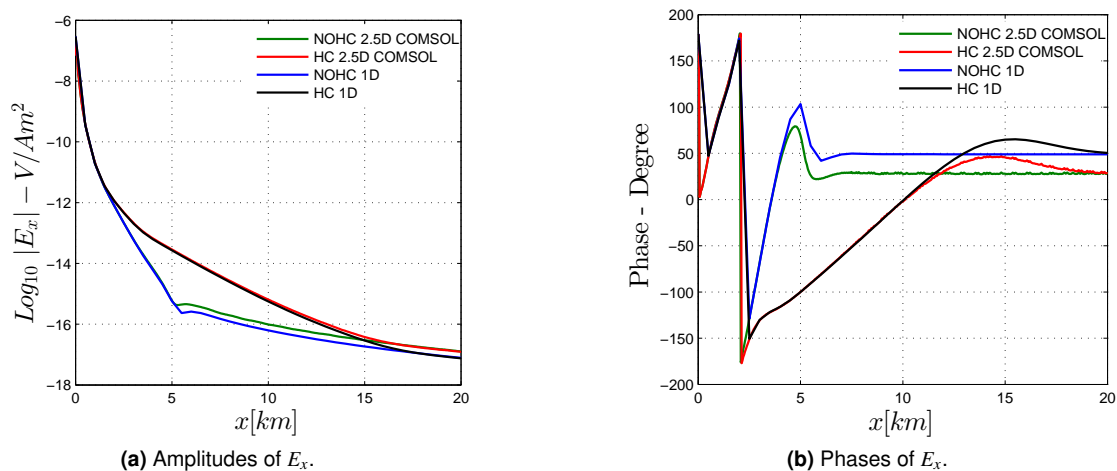 −6
−8
−10
−12
−14
−16
−18
0
5
10
15
20
Log₁₀ |Eₓ| − V/Am²
x[km]
NOHC 2.5D COMSOL
HC 2.5D COMSOL
NOHC 1D
HC 1D
(a) Amplitudes of Eₓ.
200
150
100
50
0
−50
−100
−150
−200
0
5
10
15
20
Phase - Degree
x[km]
NOHC 2.5D COMSOL
HC 2.5D COMSOL
NOHC 1D
HC 1D
(b) Phases of Eₓ.